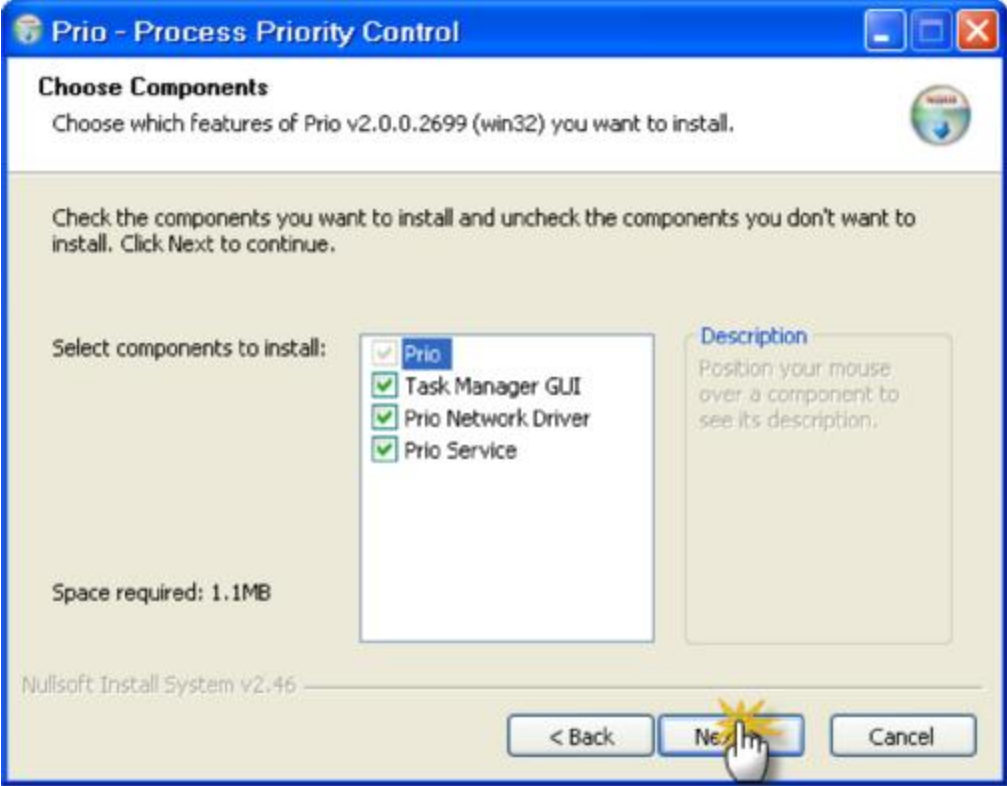 Prio - Process Priority Control
Choose Components
Choose which features of Prio v2.0.0.2699 (win32) you want to install.
Check the components you want to install and uncheck the components you don't want to
install. Click Next to continue.
Select components to install:
Prio
Task Manager GUI
Prio Network Driver
Prio Service
Description
Position your mouse
over a component to
see its description.
Space required: 1.1MB
Nullsoft Install System v2.46
< Back
Cancel